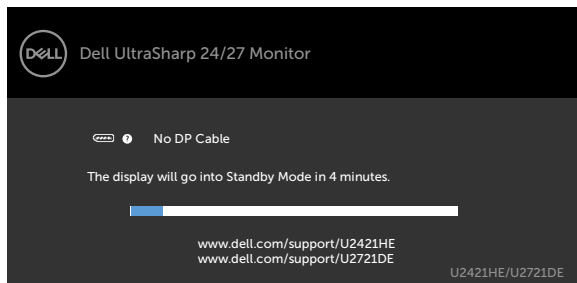 DELL
Dell UltraSharp 24/27 Monitor
? No DP Cable
The display will go into Standby Mode in 4 minutes.
www.dell.com/support/U2421HE
www.dell.com/support/U2721DE
U2421HE/U2721DE